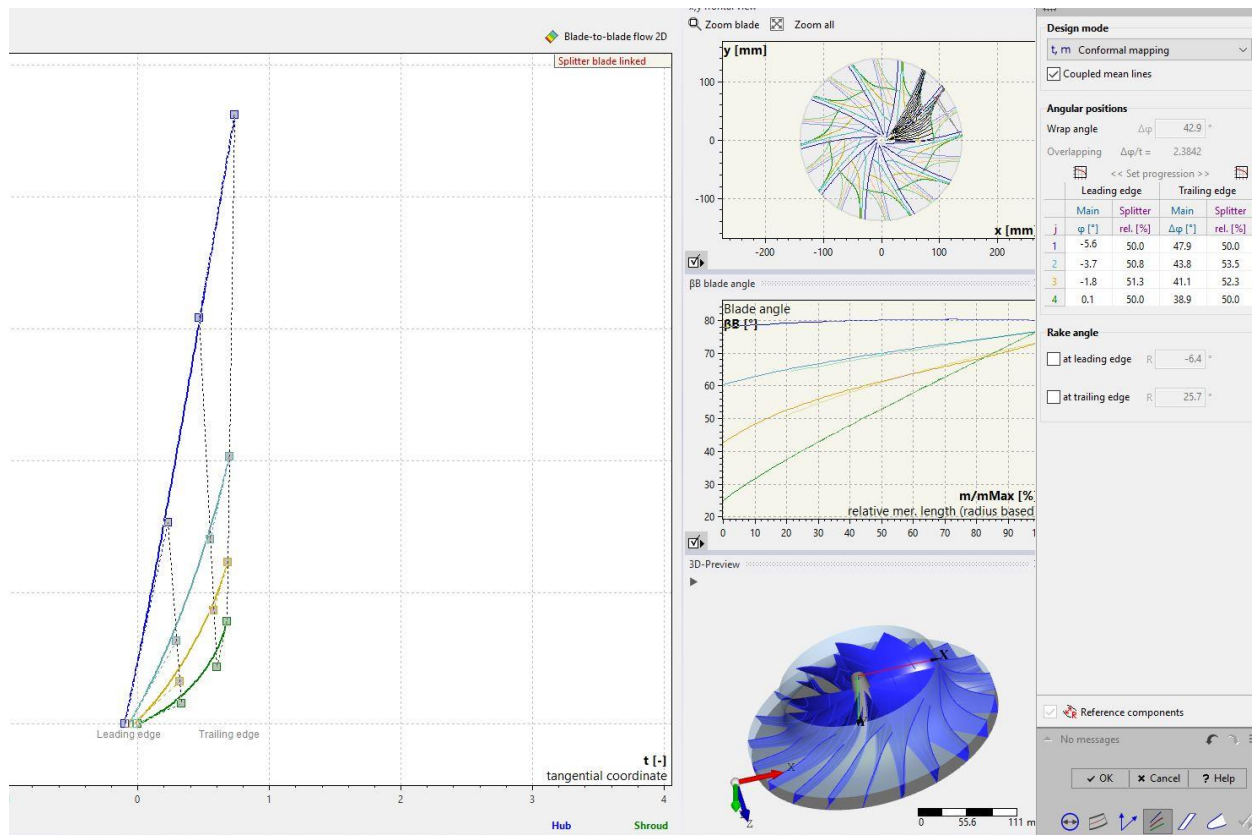 Blade-to-blade flow 2D
Splitter blade linked
Leading edge
Trailing edge
t [-]
tangential coordinate
0
1
2
3
4
Hub
Shroud
x,y frontal view
Zoom blade
Zoom all
y [mm]
100
0
-100
x [mm]
-200
-100
0
100
200
βB blade angle
Blade angle
βB [°]
80
70
60
50
40
30
20
m/mMax [%]
relative mer. length (radius based
0
10
20
30
40
50
60
70
80
90
3D-Preview
X
X
Z
0
55.6
111 m
Design mode
t, m Conformal mapping
Coupled mean lines
Angular positions
Wrap angle Δφ 42.9 °
Overlapping Δφ/t = 2.3842
<< Set progression >>
Leading edge Trailing edge
Main Splitter Main Splitter
j φ [°] rel. [%] Δφ [°] rel. [%]
1 -5.6 50.0 47.9 50.0
2 -3.7 50.8 43.8 53.5
3 -1.8 51.3 41.1 52.3
4 0.1 50.0 38.9 50.0
Rake angle
at leading edge R -6.4 °
at trailing edge R 25.7 °
Reference components
No messages
OK
Cancel
? Help